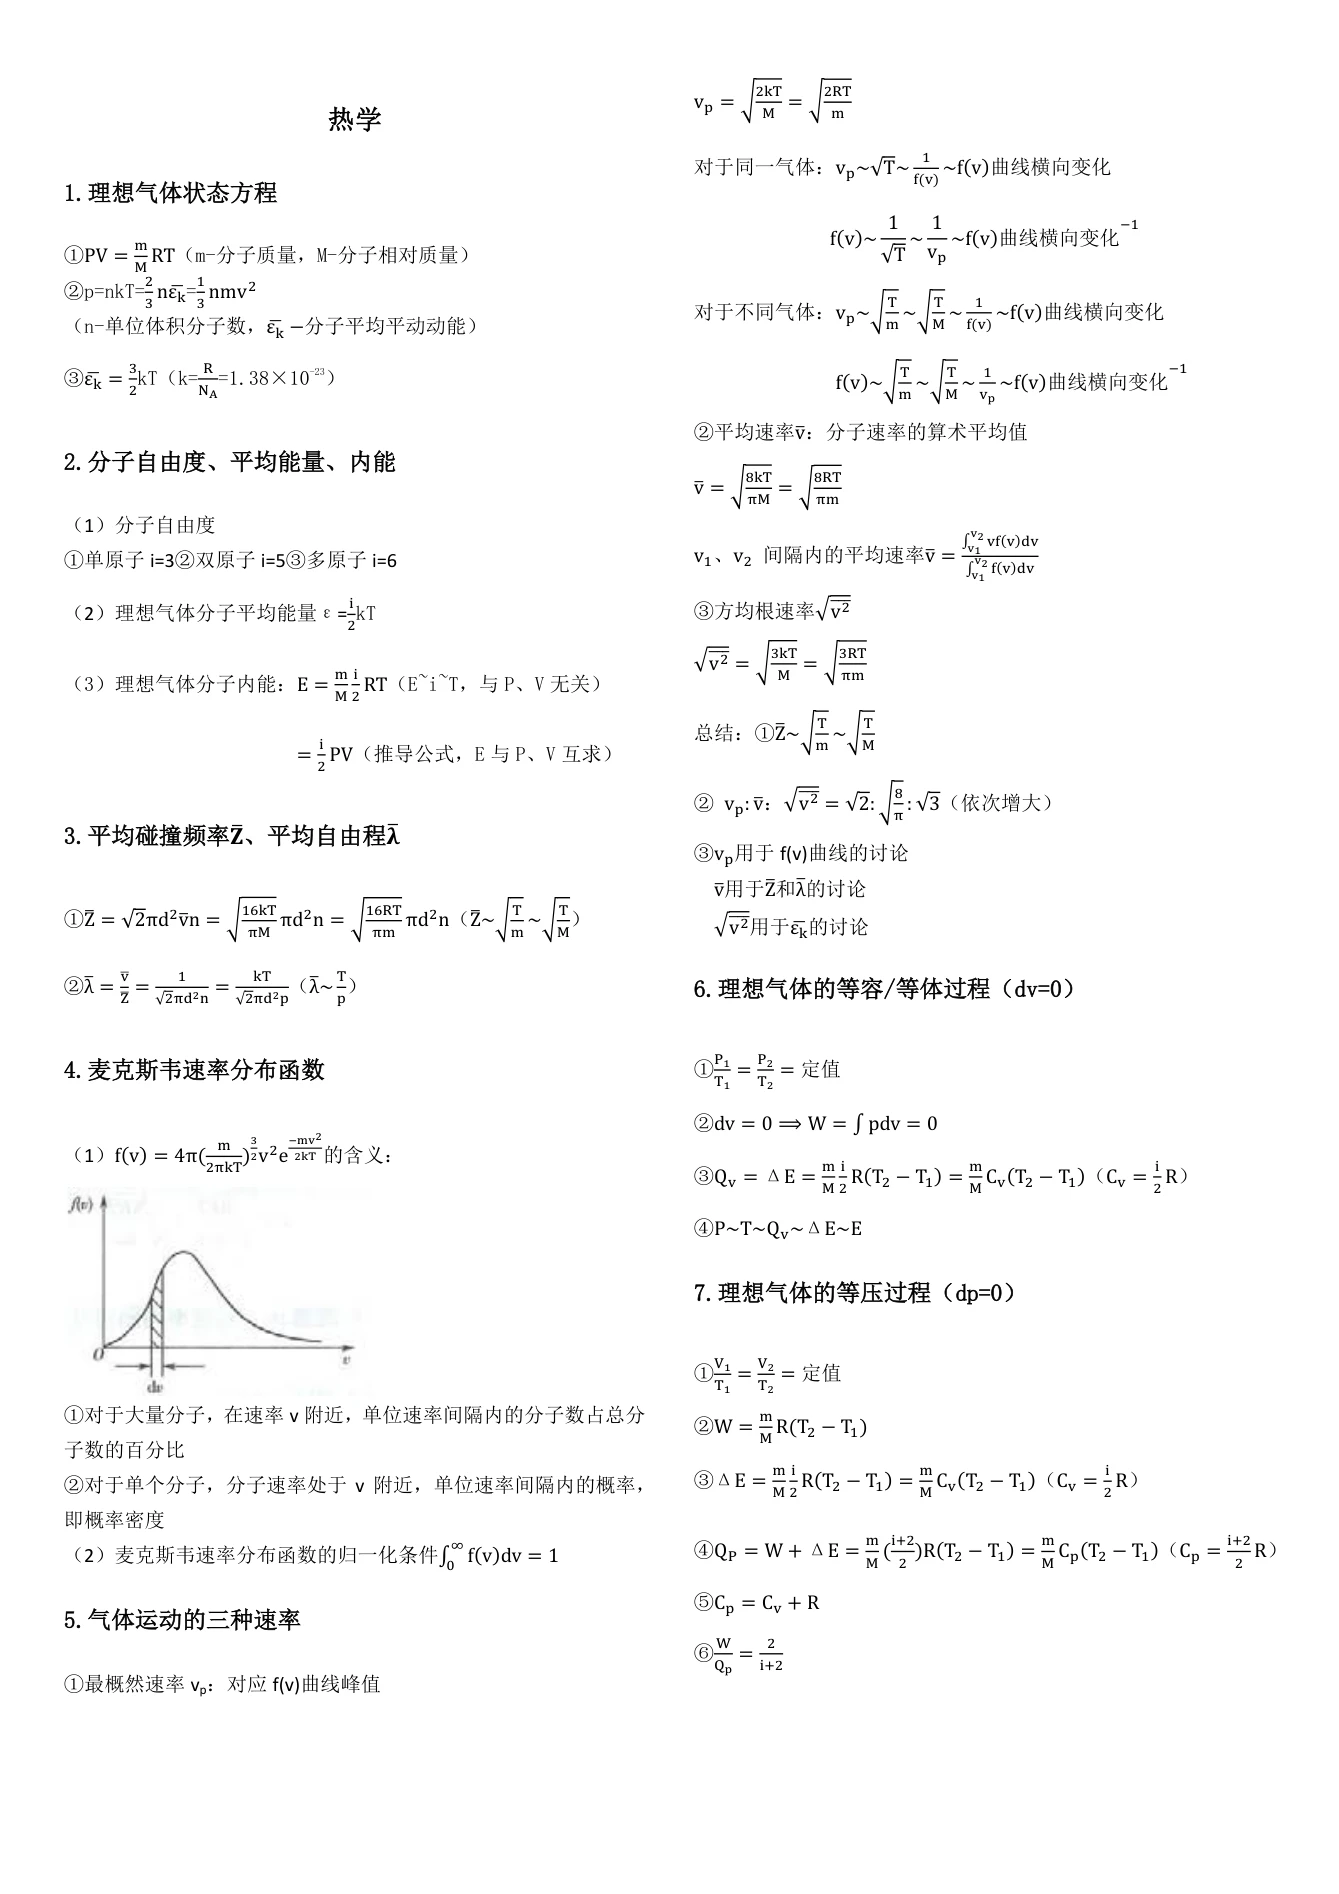 热学
1.理想气体状态方程
①PV = m/M RT（m-分子质量，M-分子相对质量）
②p=nkT=2/3 nε̅ₖ=1/3 nmv²
（n-单位体积分子数，ε̅ₖ −分子平均平动动能）
③ε̅ₖ = 3/2 kT（k=R/N_A=1.38×10⁻²³）
2.分子自由度、平均能量、内能
（1）分子自由度
①单原子 i=3②双原子 i=5③多原子 i=6
（2）理想气体分子平均能量 ε=i/2 kT
（3）理想气体分子内能：E = m/M i/2 RT（E~i~T，与 P、V 无关）
= i/2 PV（推导公式，E 与 P、V 互求）
3.平均碰撞频率Z̅、平均自由程λ̅
①Z̅ = √2πd²v̅n = √(16kT/πM) πd²n = √(16RT/πm) πd²n（Z̅~√(T/m)~√(T/M)）
②λ̅ = v̅/Z̅ = 1/(√2πd²n) = kT/(√2πd²p)（λ̅~T/p）
4.麦克斯韦速率分布函数
（1）f(v) = 4π(m/2πkT)^(3/2) v² e^(−mv²/2kT) 的含义：
f(v)
O
v
dv
①对于大量分子，在速率 v 附近，单位速率间隔内的分子数占总分
子数的百分比
②对于单个分子，分子速率处于 v 附近，单位速率间隔内的概率，
即概率密度
（2）麦克斯韦速率分布函数的归一化条件∫₀^∞ f(v)dv = 1
5.气体运动的三种速率
①最概然速率 vₚ：对应 f(v)曲线峰值
vₚ = √(2kT/M) = √(2RT/m)
对于同一气体：vₚ~√T~1/f(v)~f(v)曲线横向变化
f(v)~1/√T~1/vₚ~f(v)曲线横向变化⁻¹
对于不同气体：vₚ~√(T/m)~√(T/M)~1/f(v)~f(v)曲线横向变化
f(v)~√(T/m)~√(T/M)~1/vₚ~f(v)曲线横向变化⁻¹
②平均速率v̅：分子速率的算术平均值
v̅ = √(8kT/πM) = √(8RT/πm)
v₁、v₂ 间隔内的平均速率v̅ = ∫_{v₁}^{v₂} vf(v)dv / ∫_{v₁}^{v₂} f(v)dv
③方均根速率√(v̅²)
√(v̅²) = √(3kT/M) = √(3RT/πm)
总结：①Z̅~√(T/m)~√(T/M)
② vₚ: v̅：√(v̅²) = √2: √(8/π): √3（依次增大）
③vₚ用于 f(v)曲线的讨论
v̅用于Z̅和λ̅的讨论
√(v̅²)用于ε̅ₖ的讨论
6.理想气体的等容/等体过程（dv=0）
①P₁/T₁ = P₂/T₂ = 定值
②dv = 0 ⟹ W = ∫ pdv = 0
③Qᵥ = ΔE = m/M i/2 R(T₂ − T₁) = m/M Cᵥ(T₂ − T₁)（Cᵥ = i/2 R）
④P~T~Qᵥ~ΔE~E
7.理想气体的等压过程（dp=0）
①V₁/T₁ = V₂/T₂ = 定值
②W = m/M R(T₂ − T₁)
③ΔE = m/M i/2 R(T₂ − T₁) = m/M Cᵥ(T₂ − T₁)（Cᵥ = i/2 R）
④Q_P = W + ΔE = m/M (i+2/2)R(T₂ − T₁) = m/M Cₚ(T₂ − T₁)（Cₚ = i+2/2 R）
⑤Cₚ = Cᵥ + R
⑥W/Qₚ = 2/i+2